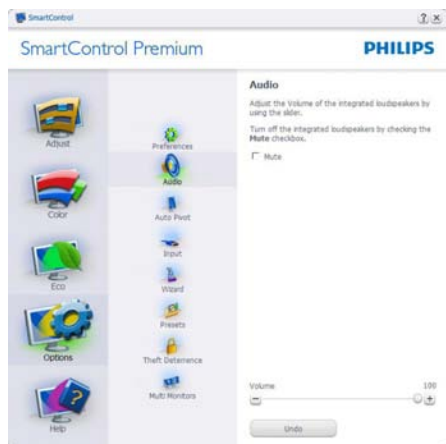 SmartControl
SmartControl Premium
PHILIPS
Adjust
Color
Eco
Options
Help
Preferences
Audio
Auto Pivot
Input
Wizard
Presets
Theft Deterrence
Multi Monitors
Audio
Adjust the Volume of the integrated loudspeakers by
using the slider.
Turn off the integrated loudspeakers by checking the
Mute checkbox.
Mute
Volume
100
Undo